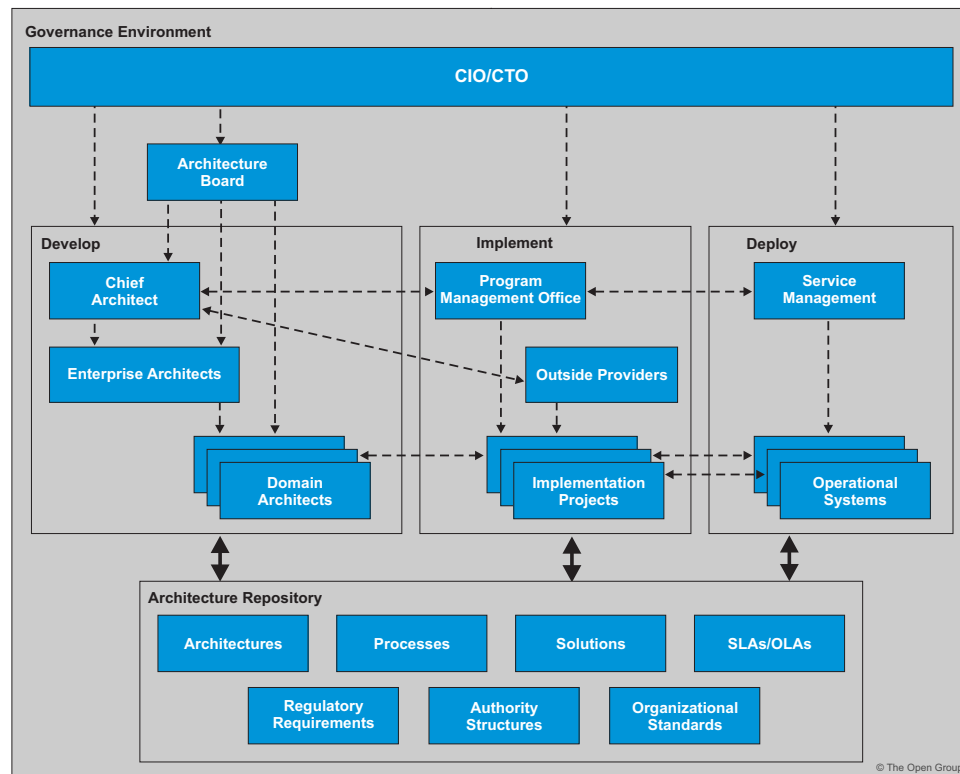 Governance Environment
CIO/CTO
Architecture
Board
Develop
Implement
Deploy
Chief
Architect
Program
Management Office
Service
Management
Enterprise Architects
Outside Providers
Domain
Architects
Implementation
Projects
Operational
Systems
Architecture Repository
Architectures
Processes
Solutions
SLAs/OLAs
Regulatory
Requirements
Authority
Structures
Organizational
Standards
© The Open Group